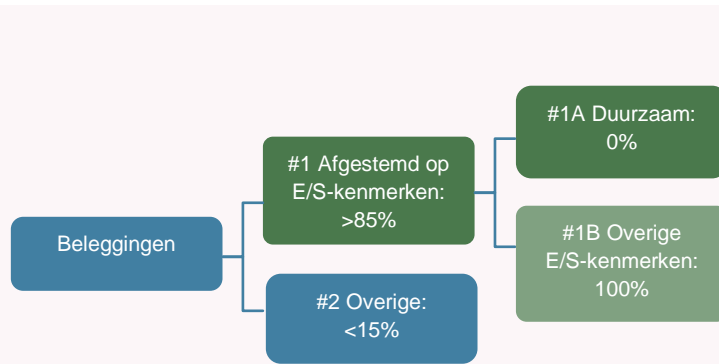 Beleggingen
#1 Afgestemd op
E/S-kenmerken:
>85%
#2 Overige:
<15%
#1A Duurzaam:
0%
#1B Overige
E/S-kenmerken:
100%